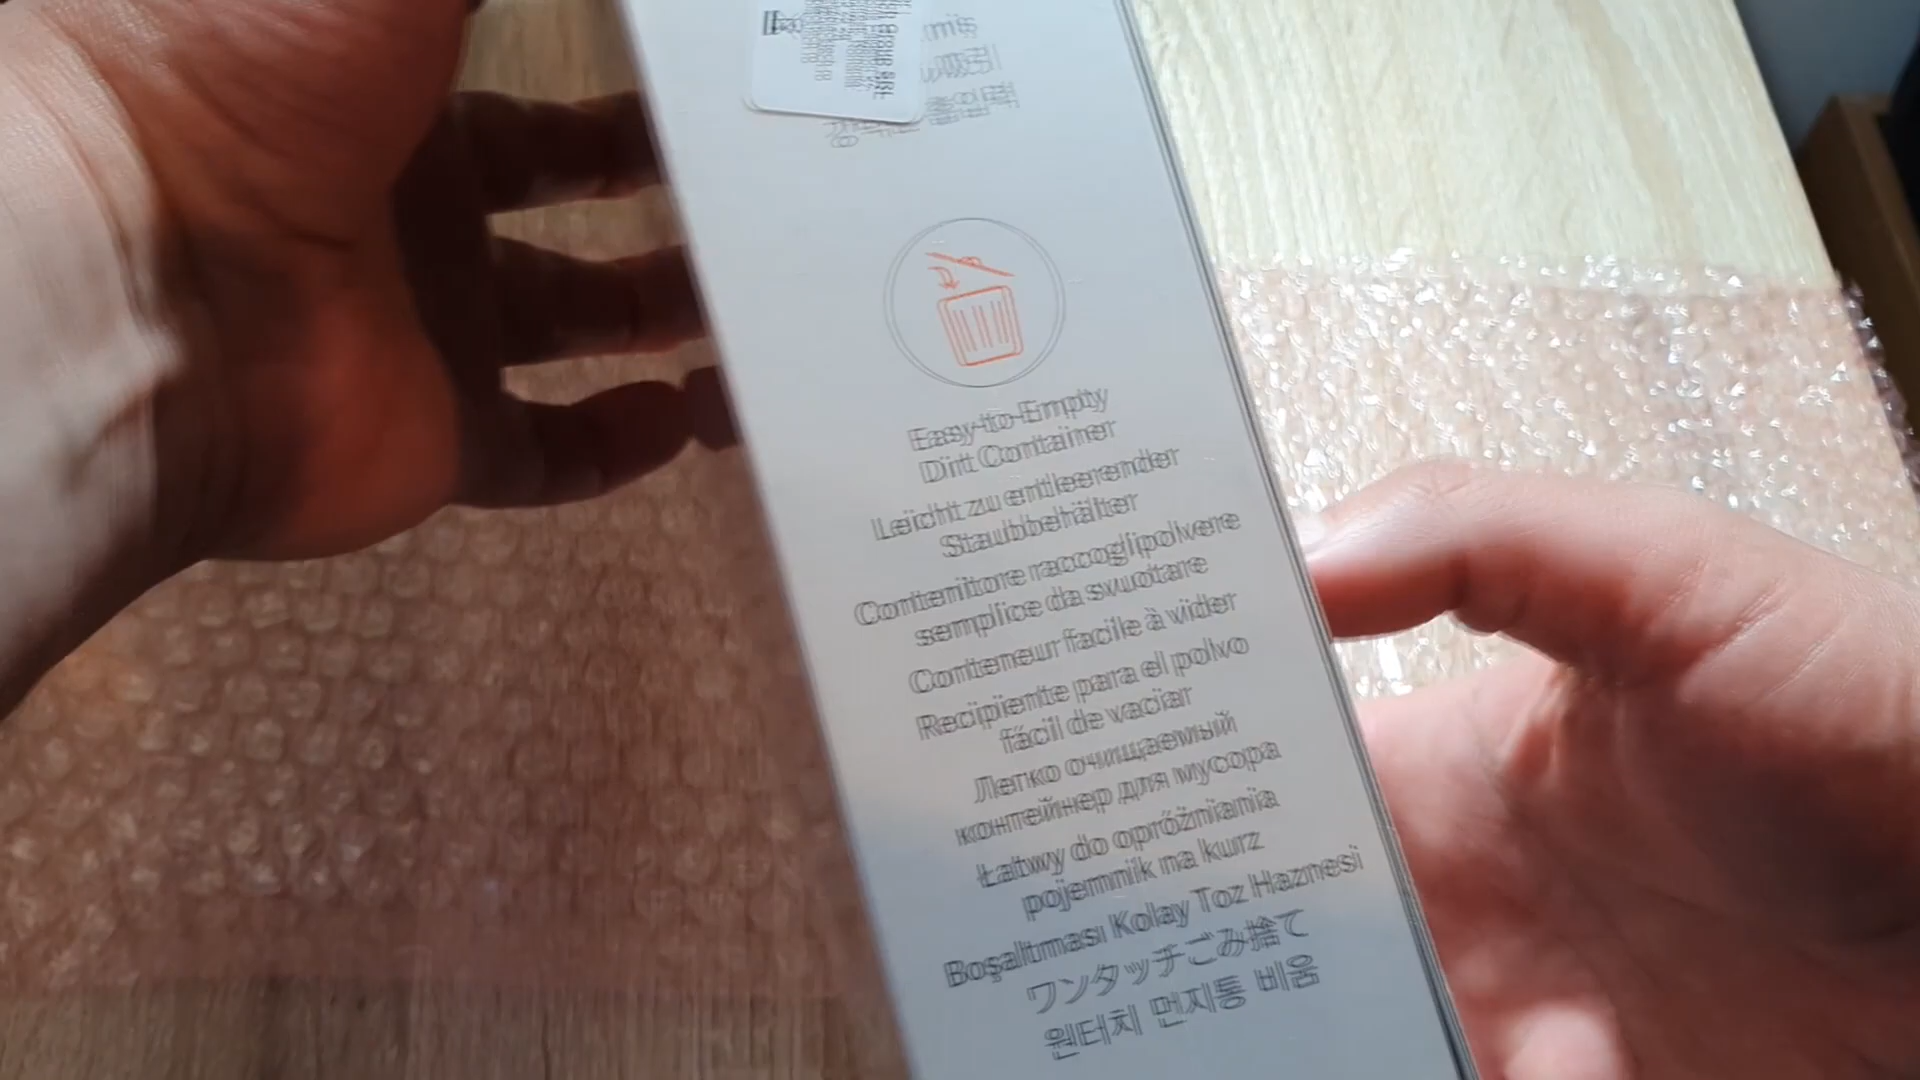 Group SRL
Easy-to-Empty
Dirt Container
Leicht zu entleerender
Staubbehälter
Contenitore raccoglipolvere
semplice da svuotare
Conteneur facile à vider
Recipiente para el polvo
fácil de vaciar
Легко очищаемый
контейнер для мусора
Łatwy do opróżniania
pojemnik na kurz
Boşaltması Kolay Toz Haznesi
ワンタッチごみ捨て
원터치 먼지통 비움